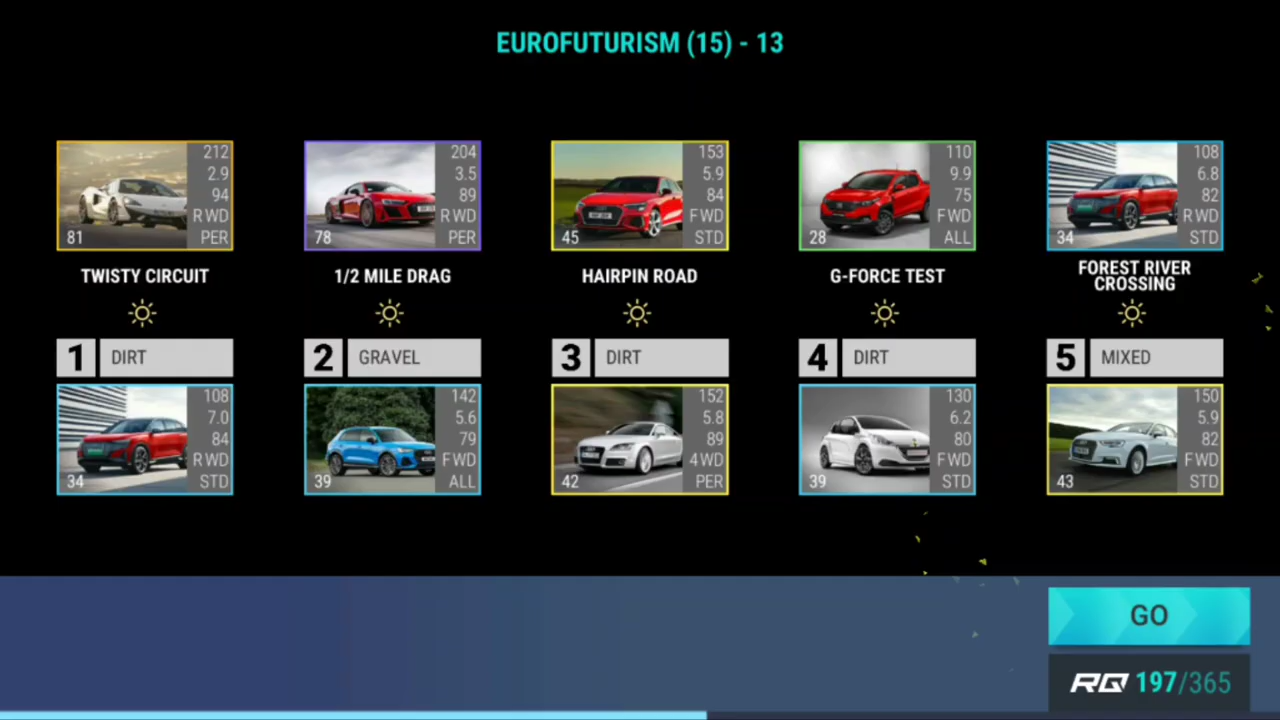 EUROFUTURISM (15) - 13
212
2.9
94
RWD
PER
81
204
3.5
89
RWD
PER
78
153
5.9
84
FWD
STD
45
110
9.9
75
FWD
ALL
28
108
6.8
82
RWD
STD
34
TWISTY CIRCUIT
1/2 MILE DRAG
HAIRPIN ROAD
G-FORCE TEST
FOREST RIVER
CROSSING
1 DIRT
2 GRAVEL
3 DIRT
4 DIRT
5 MIXED
108
7.0
84
RWD
STD
34
142
5.6
79
FWD
ALL
39
152
5.8
89
4WD
PER
42
130
6.2
80
FWD
STD
39
150
5.9
82
FWD
STD
43
GO
RQ 197/365